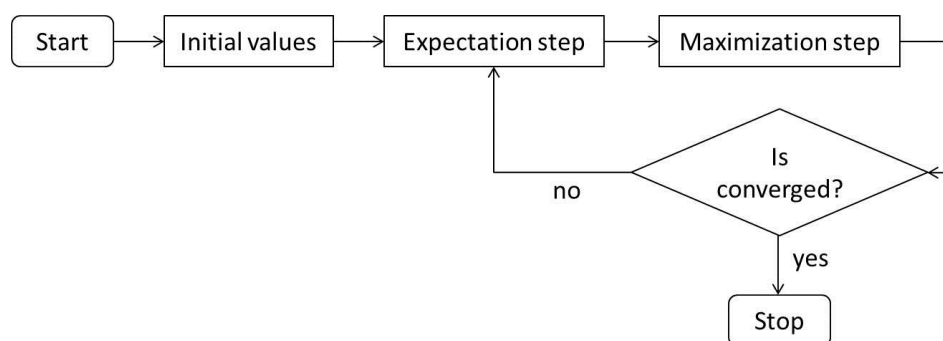 Start
Initial values
Expectation step
Maximization step
Is
converged?
no
yes
Stop